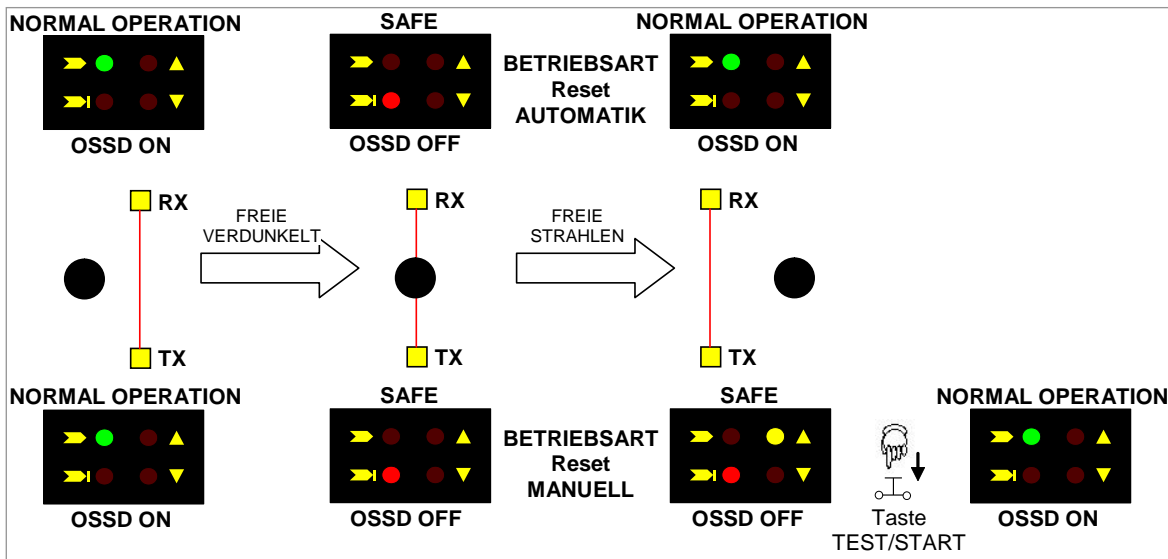 NORMAL OPERATION
SAFE
NORMAL OPERATION
BETRIEBSART
Reset
AUTOMATIK
OSSD ON
OSSD OFF
OSSD ON
RX
RX
RX
FREIE
VERDUNKELT
FREIE
STRAHLEN
TX
TX
TX
NORMAL OPERATION
SAFE
SAFE
NORMAL OPERATION
BETRIEBSART
Reset
MANUELL
OSSD ON
OSSD OFF
OSSD OFF
Taste
TEST/START
OSSD ON